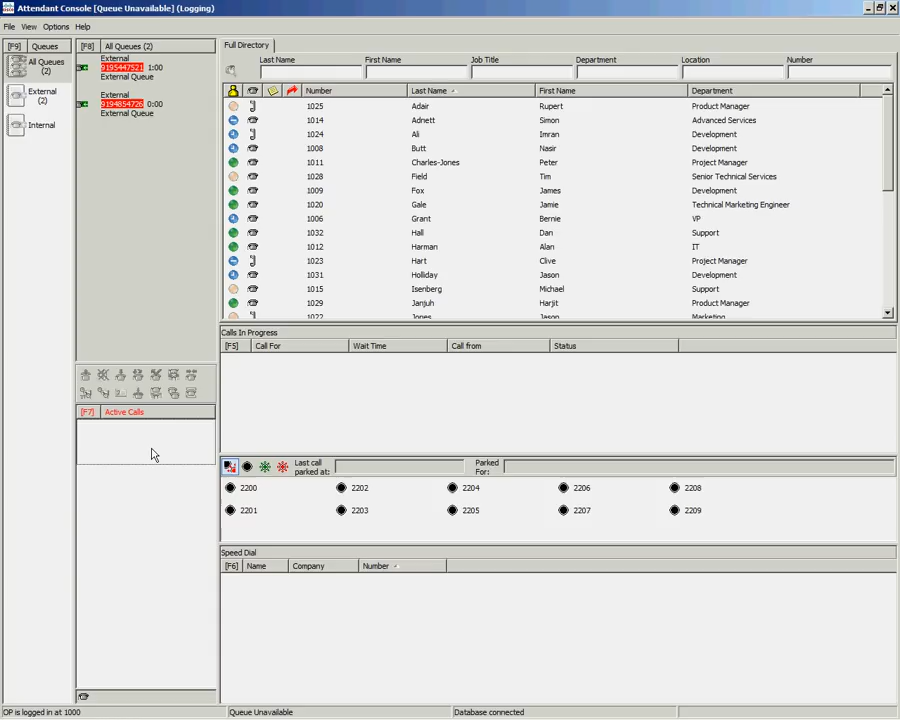 Attendant Console [Queue Unavailable] (Logging)
File View Options Help
[F9] Queues
All Queues
(2)
External
(2)
Internal
[F8] All Queues (2)
External
9195447521 1:00
External Queue
External
9194854726 0:00
External Queue
Full Directory
Last Name First Name Job Title Department Location Number
Number Last Name First Name Department
1025 Adair Rupert Product Manager
1014 Adnett Simon Advanced Services
1024 Ali Imran Development
1008 Butt Nasir Development
1011 Charles-Jones Peter Project Manager
1028 Field Tim Senior Technical Services
1009 Fox James Development
1020 Gale Jamie Technical Marketing Engineer
1006 Grant Bernie VP
1032 Hall Dan Support
1012 Harman Alan IT
1023 Hart Clive Project Manager
1031 Holliday Jason Development
1015 Isenberg Michael Support
1029 Janjuh Harjit Product Manager
1022 Jones Jason Marketing
Calls In Progress
[F5] Call For Wait Time Call from Status
[F7] Active Calls
Last call
parked at:
Parked
For:
2200 2202 2204 2206 2208
2201 2203 2205 2207 2209
Speed Dial
[F6] Name Company Number
OP is logged in at 1000 Queue Unavailable Database connected